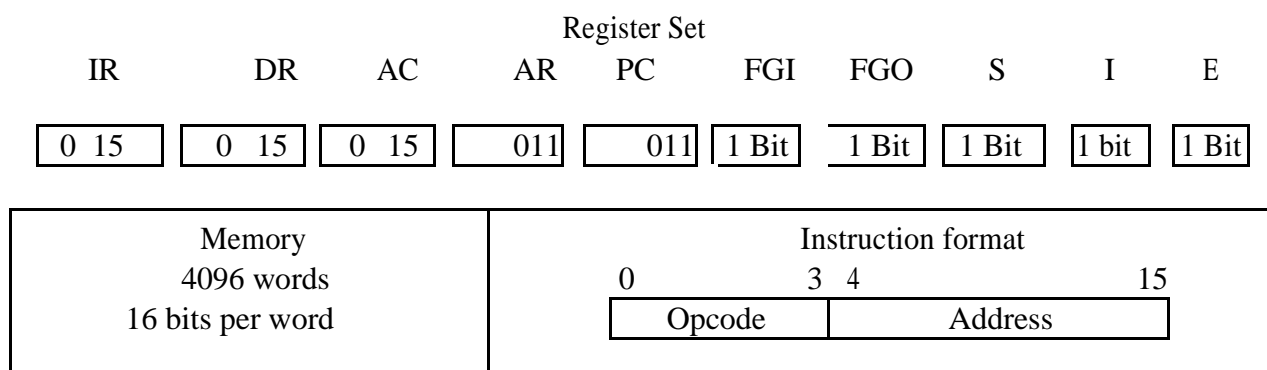 Register Set
IR DR AC AR PC FGI FGO S I E
0 15 0 15 0 15 011 011 1 Bit 1 Bit 1 Bit 1 bit 1 Bit
Memory
4096 words
16 bits per word
Instruction format
0 3 4 15
Opcode Address